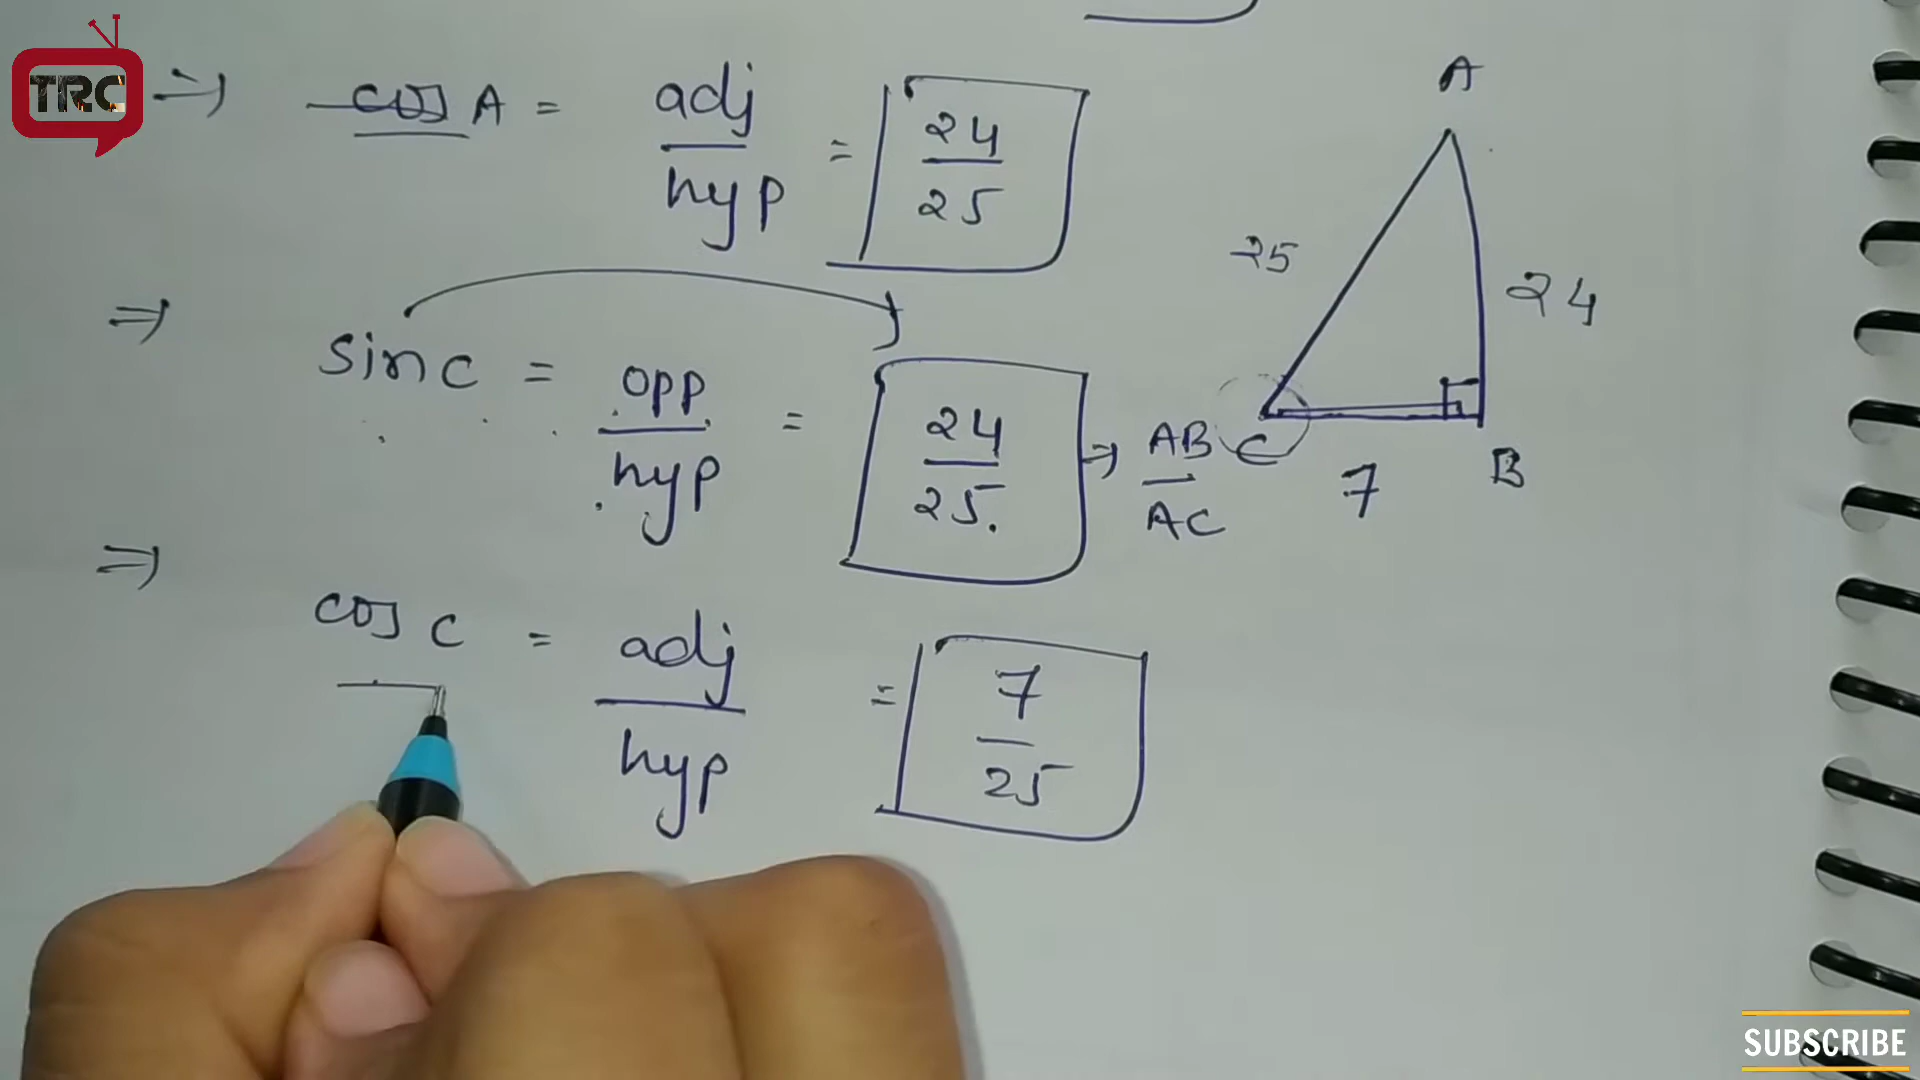 TRC
⇒ cos A = adj/hyp = 24/25
A
25
24
⇒ sin C = opp/hyp = 24/25. → AB/AC
C
7
B
⇒ cos C = adj/hyp = 7/25
SUBSCRIBE